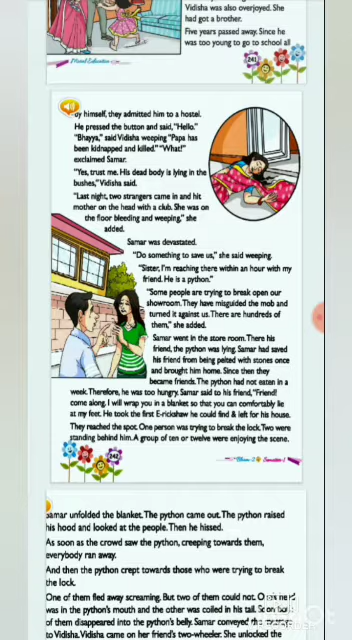 Vidisha was also overjoyed. She
had got a brother.
Five years passed away. Since he
was too young to go to school all
241
Moral Education
by himself, they admitted him to a hostel.
He pressed the button and said, "Hello."
"Bhayya," said Vidisha weeping "Papa has
been kidnapped and killed." "What!"
exclaimed Samar.
"Yes, trust me. His dead body is lying in the
bushes," Vidisha said.
"Last night, two strangers came in and hit
mother on the head with a club. She was on
the floor bleeding and weeping," she
added.
Samar was devastated.
"Do something to save us," she said weeping.
"Sister, I'm reaching there within an hour with my
friend. He is a python."
"Some people are trying to break open our
showroom. They have misguided the mob and
turned it against us. There are hundreds of
them," she added.
Samar went in the store room. There his
friend, the python was lying. Samar had saved
his friend from being pelted with stones once
and brought him home. Since then they
became friends. The python had not eaten in a
week. Therefore, he was too hungry. Samar said to his friend, "Friend!
come along. I will wrap you in a blanket so that you can comfortably lie
at my feet. He took the first E-rickshaw he could find & left for his house.
They reached the spot. One person was trying to break the lock. Two were
standing behind him. A group of ten or twelve were enjoying the scene.
242
Samar unfolded the blanket. The python came out. The python raised
his hood and looked at the people. Then he hissed.
As soon as the crowd saw the python, creeping towards them,
everybody ran away.
And then the python crept towards those who were trying to break
the lock.
One of them fled away screaming. But two of them could not. One's head
was in the python's mouth and the other was coiled in his tail. Soon both
of them disappeared into the python's belly. Samar conveyed the message
to Vidisha. Vidisha came on her friend's two-wheeler. She unlocked the